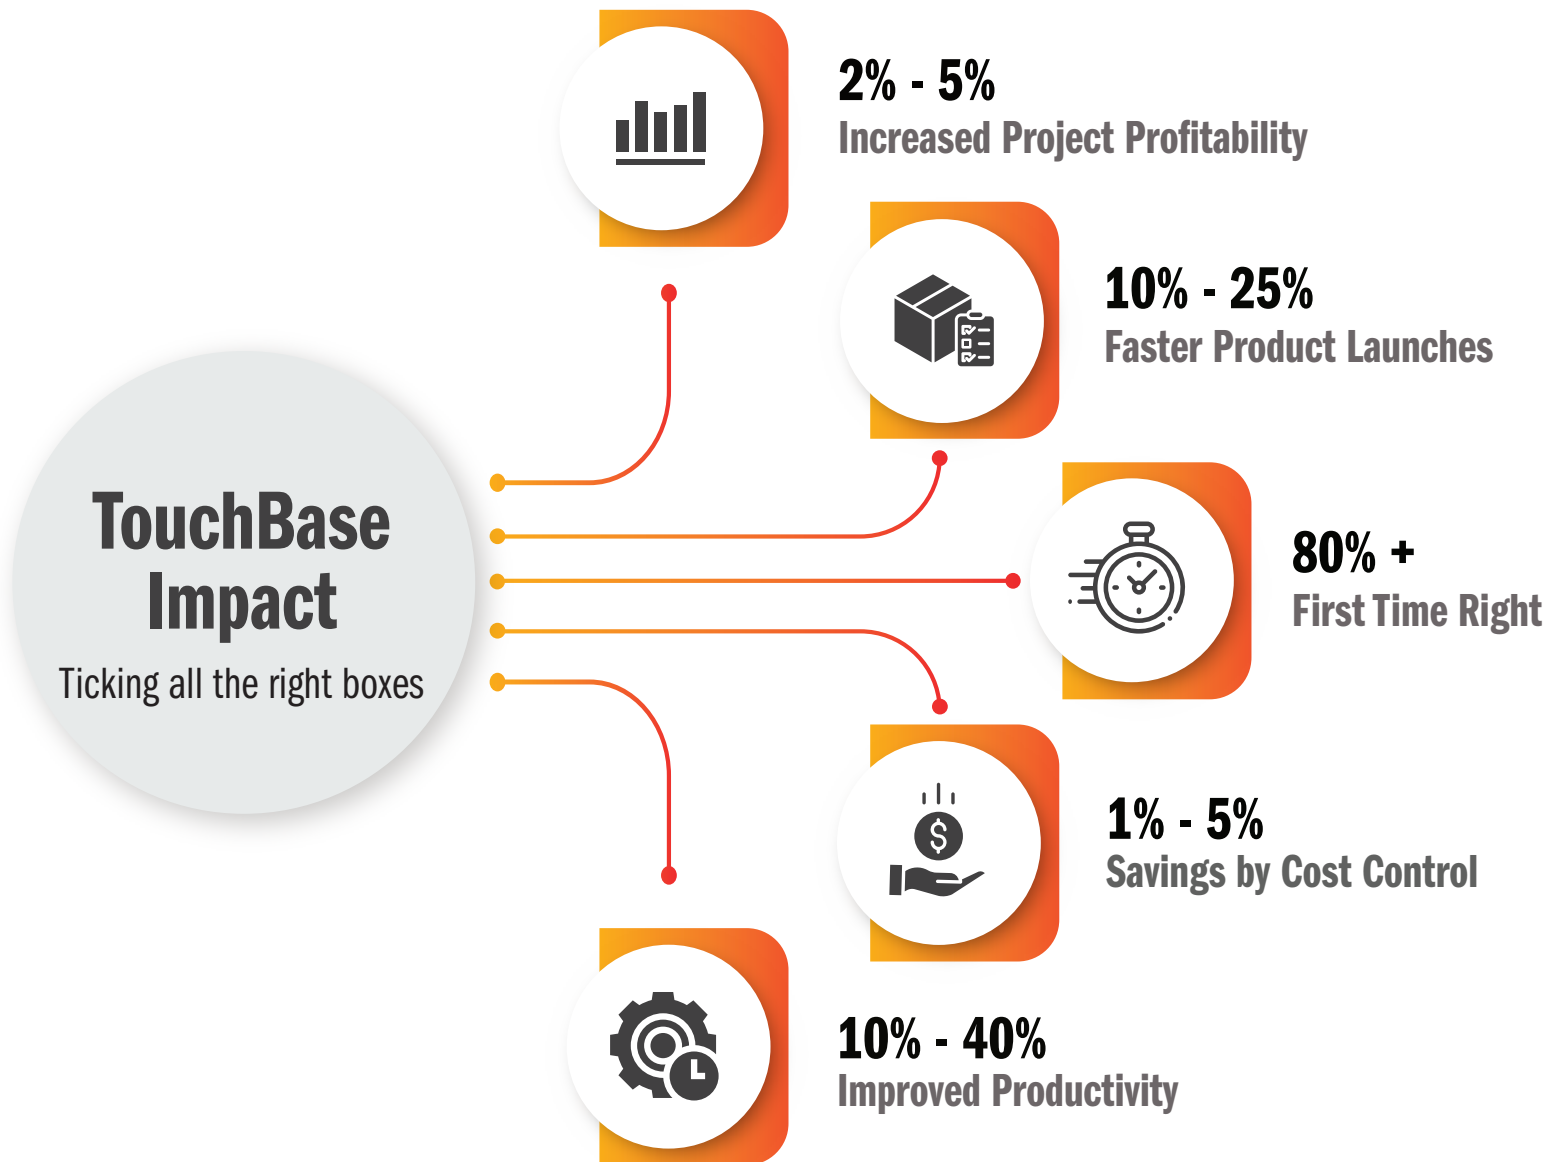 TouchBase
Impact
Ticking all the right boxes
2% - 5%
Increased Project Profitability
10% - 25%
Faster Product Launches
80% +
First Time Right
$
1% - 5%
Savings by Cost Control
10% - 40%
Improved Productivity